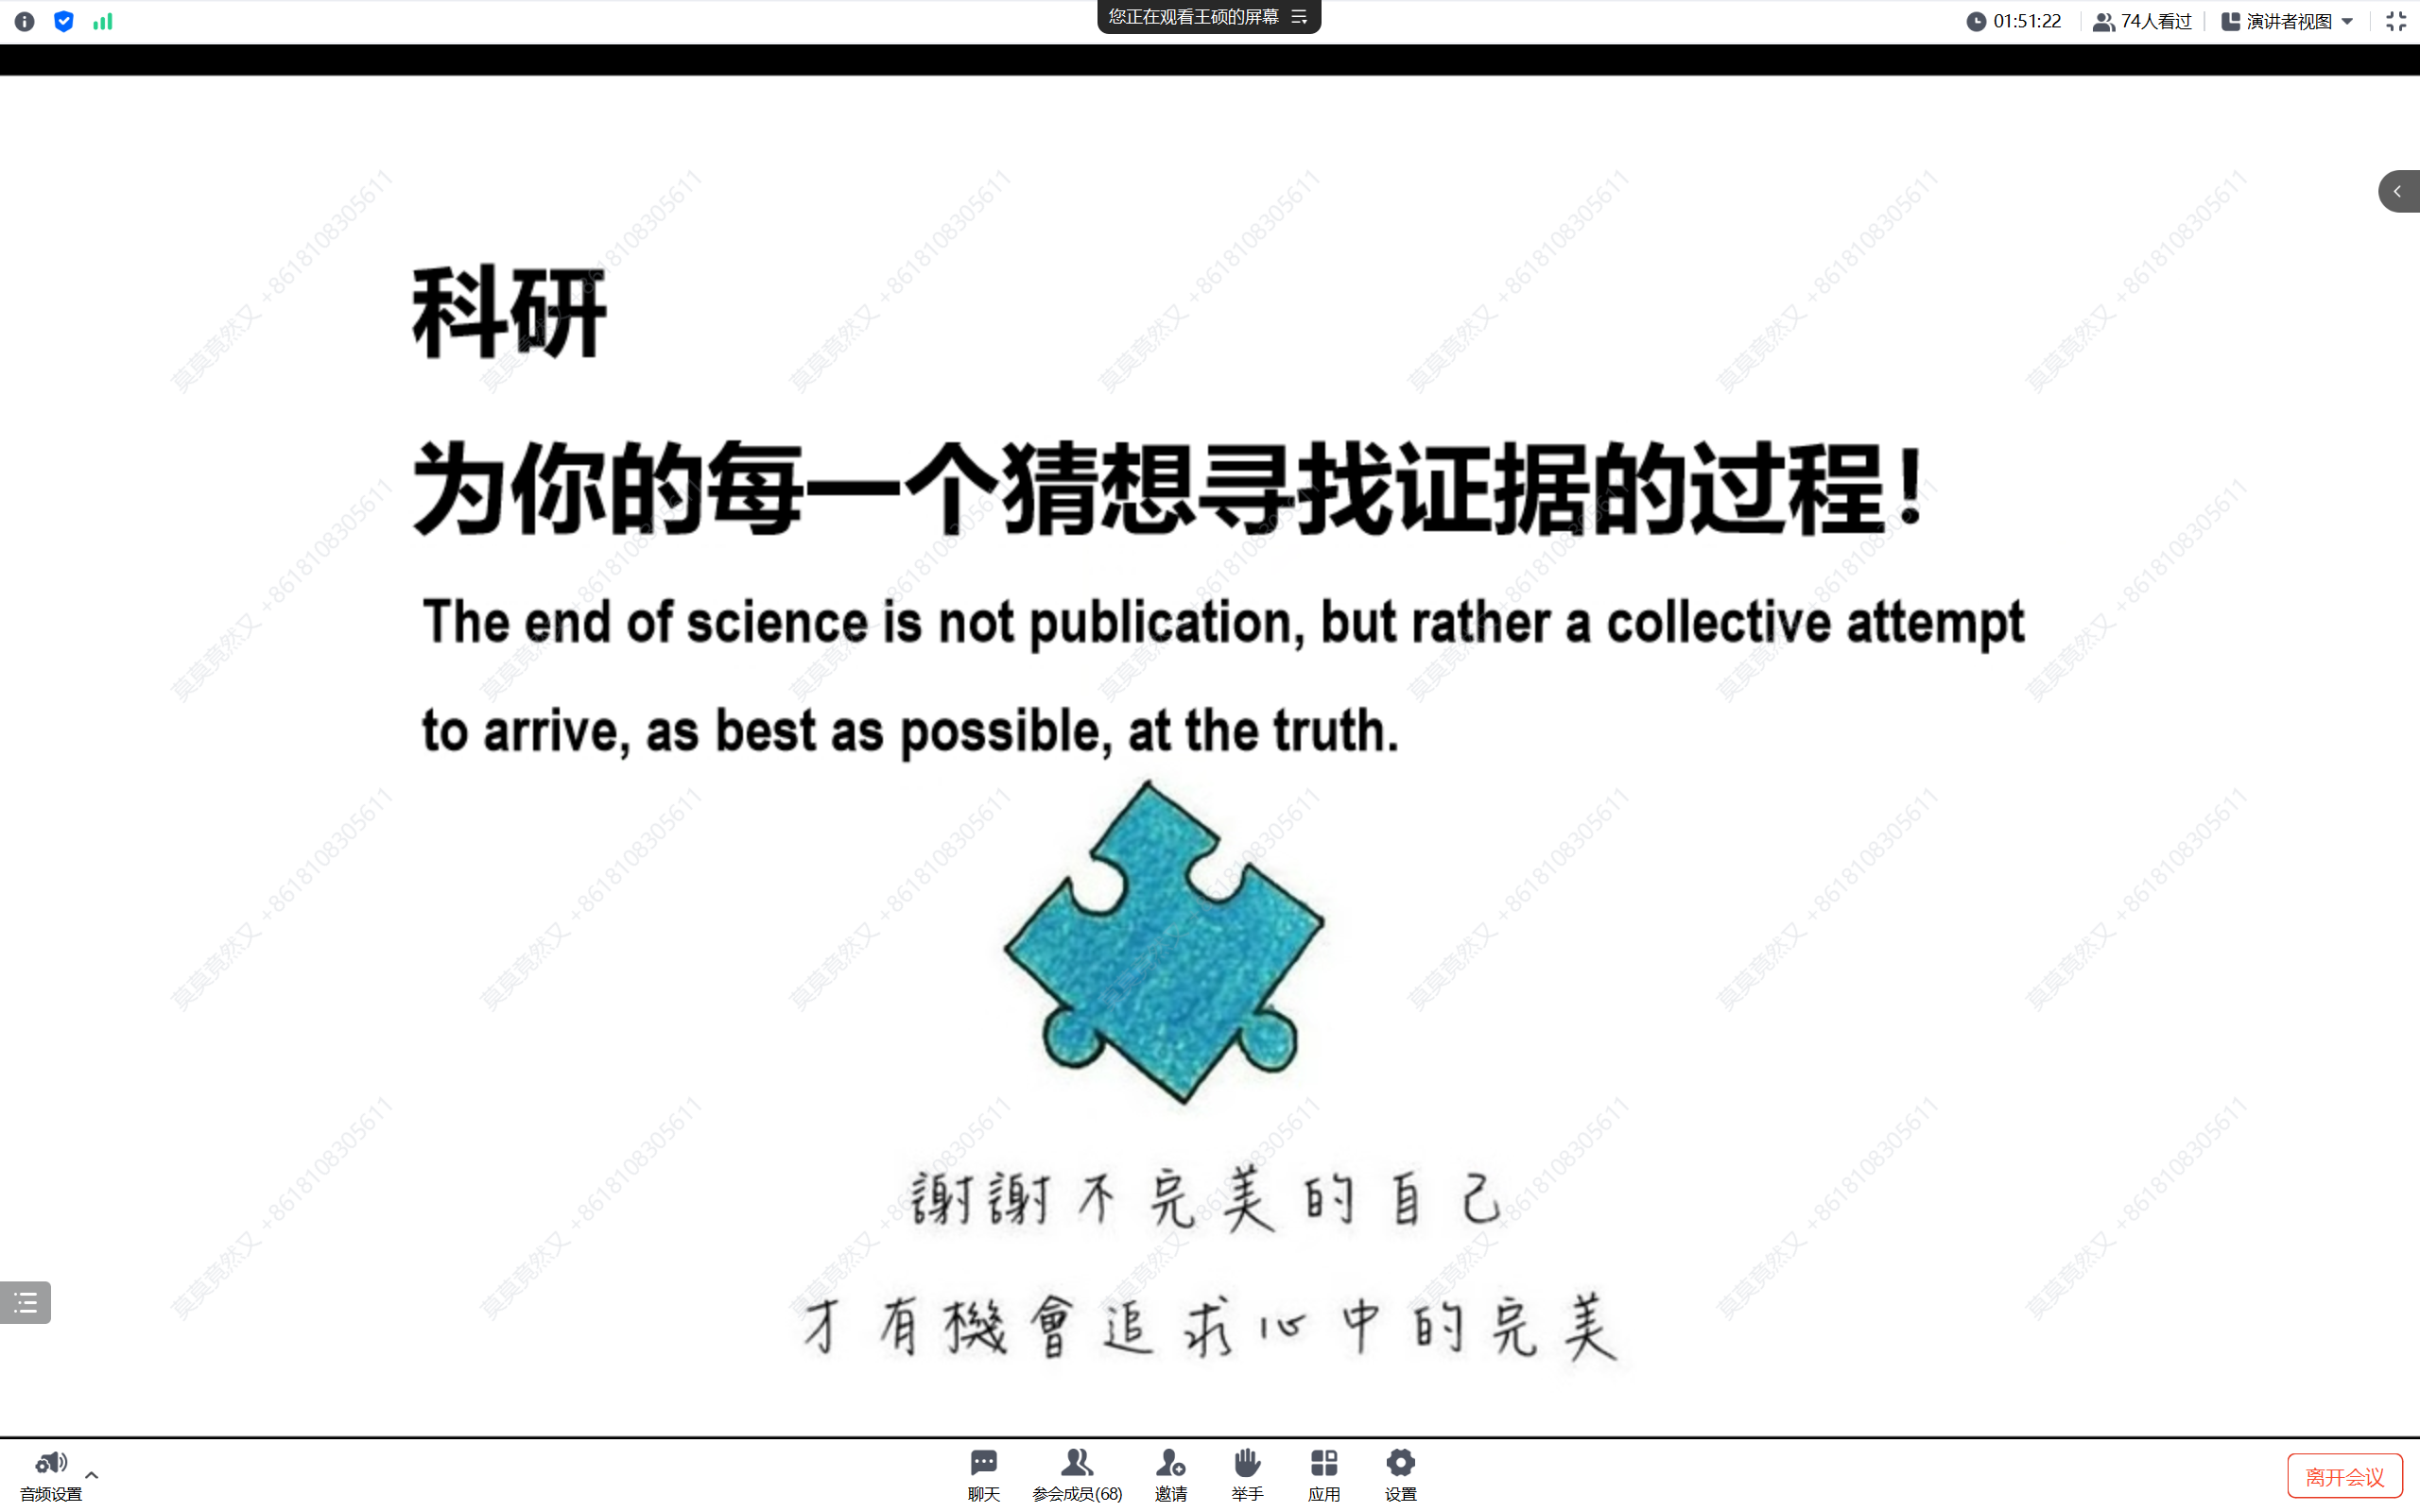 您正在观看王硕的屏幕
01:51:22
74人看过
演讲者视图
科研
为你的每一个猜想寻找证据的过程！
The end of science is not publication, but rather a collective attempt
to arrive, as best as possible, at the truth.
謝謝不完美的自己
才有機會追求心中的完美
莫莫竟然又 +8618108305611
音频设置
聊天
参会成员(68)
邀请
举手
应用
设置
离开会议